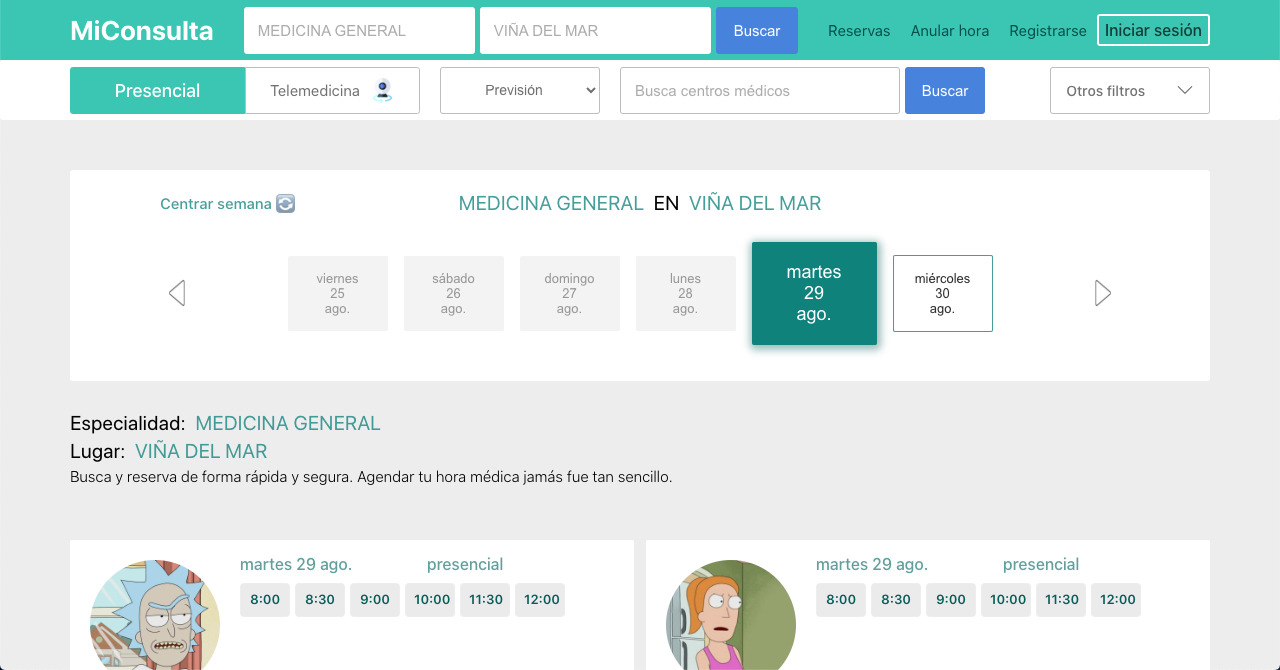 MiConsulta
MEDICINA GENERAL
VIÑA DEL MAR
Buscar
Reservas
Anular hora
Registrarse
Iniciar sesión
Presencial
Telemedicina
Previsión
Busca centros médicos
Buscar
Otros filtros
Centrar semana
MEDICINA GENERAL EN VIÑA DEL MAR
viernes
25
ago.
sábado
26
ago.
domingo
27
ago.
lunes
28
ago.
martes
29
ago.
miércoles
30
ago.
Especialidad: MEDICINA GENERAL
Lugar: VIÑA DEL MAR
Busca y reserva de forma rápida y segura. Agendar tu hora médica jamás fue tan sencillo.
martes 29 ago. presencial
8:00 8:30 9:00 10:00 11:30 12:00
martes 29 ago. presencial
8:00 8:30 9:00 10:00 11:30 12:00